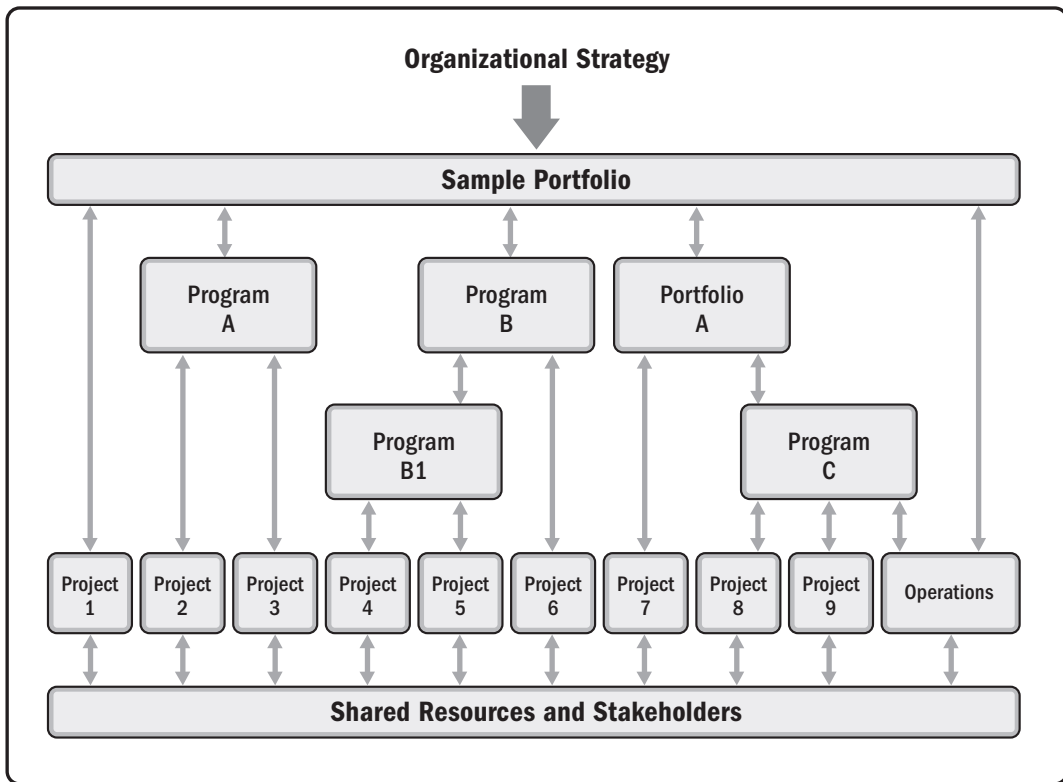 Organizational Strategy
Sample Portfolio
Program
A
Program
B
Portfolio
A
Program
B1
Program
C
Project
1
Project
2
Project
3
Project
4
Project
5
Project
6
Project
7
Project
8
Project
9
Operations
Shared Resources and Stakeholders